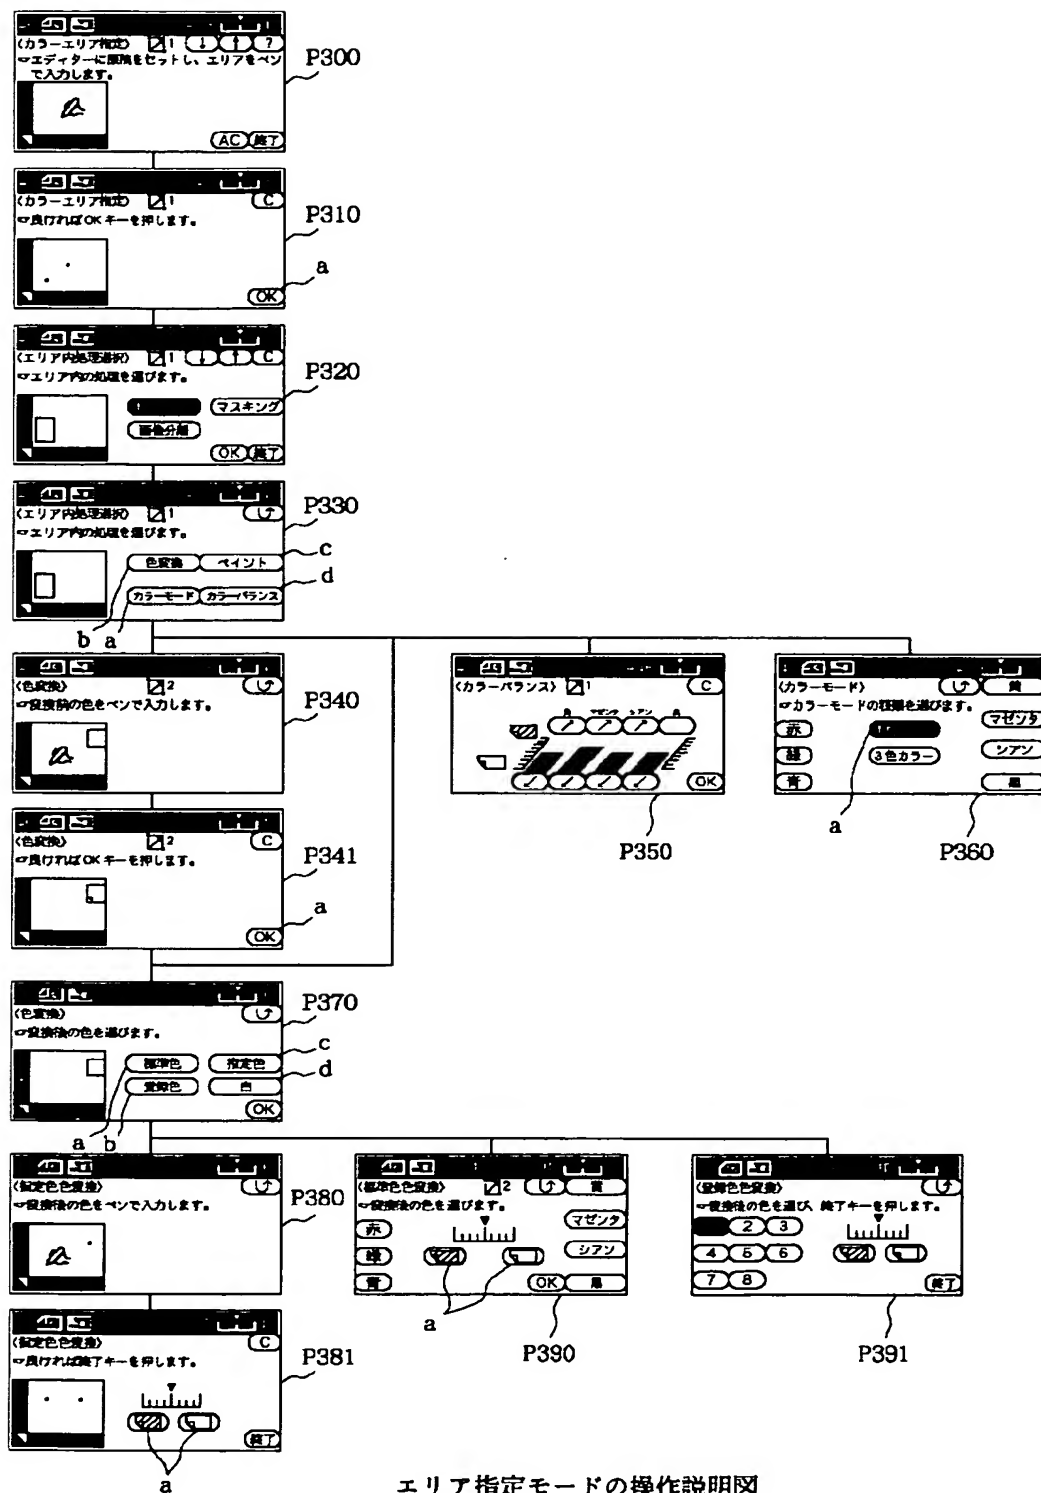 〈カラーエリア指定〉 1 ↓ ↑ ?
エディターに原稿をセットし、エリアをペン
で入力します。
AC 終了
P300
〈カラーエリア指定〉 1 C
良ければOKキーを押します。
OK
P310
a
〈エリア内処理選択〉 1 ↓ ↑ C
エリア内の処理を選びます。
マスキング
画像分離
OK 終了
P320
〈エリア内処理選択〉 1
エリア内の処理を選びます。
色変換 ペイント
カラーモード カラーバランス
P330
c
d
b a
〈色変換〉 2
変換前の色をペンで入力します。
P340
〈カラーバランス〉 1 C
マゼンタ シアン
OK
P350
〈カラーモード〉 黄
カラーモードの種類を選びます。
赤 マゼンタ
緑 3色カラー シアン
青 黒
a
P360
〈色変換〉 2 C
良ければOKキーを押します。
OK
P341
a
〈色変換〉
変換後の色を選びます。
標準色 指定色
登録色 白
OK
P370
c
d
a b
〈指定色色変換〉
変換後の色をペンで入力します。
P380
〈標準色色変換〉 2 黄
変換後の色を選びます。
赤 マゼンタ
緑 シアン
青 OK 黒
a
P390
〈登録色色変換〉
変換後の色を選び、終了キーを押します。
2 3
4 5 6
7 8 終了
P391
〈指定色色変換〉 C
良ければ終了キーを押します。
終了
P381
a
エリア指定モードの操作説明図